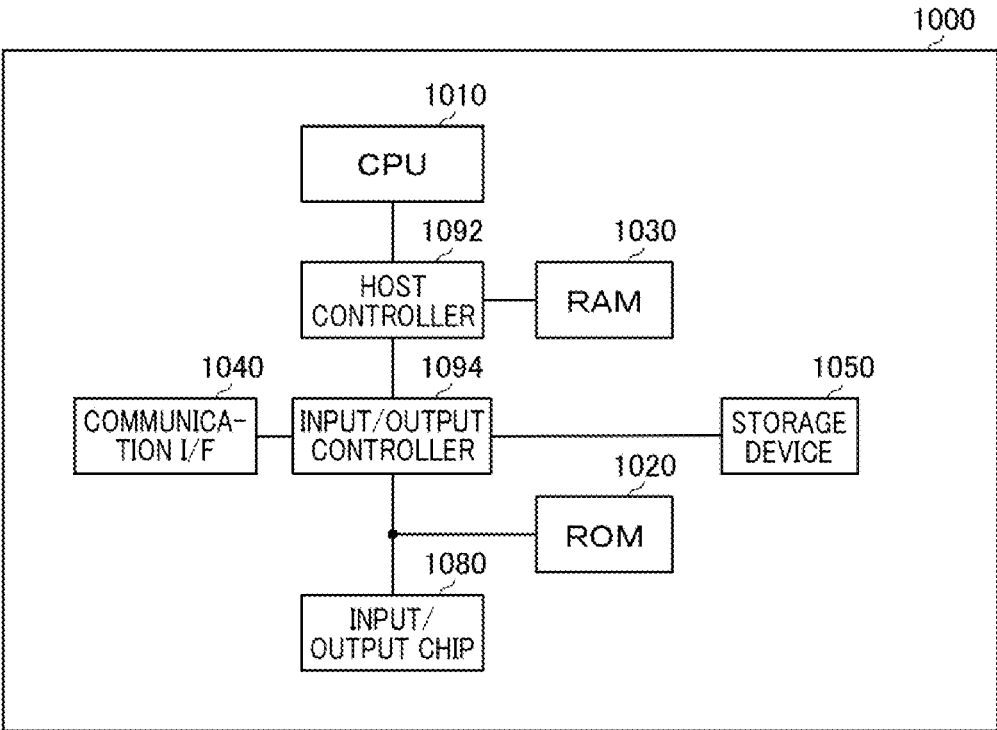 1000
1010
CPU
1092
1030
HOST
CONTROLLER
RAM
1040
1094
1050
COMMUNICA-
TION I/F
INPUT/OUTPUT
CONTROLLER
STORAGE
DEVICE
1020
ROM
1080
INPUT/
OUTPUT CHIP